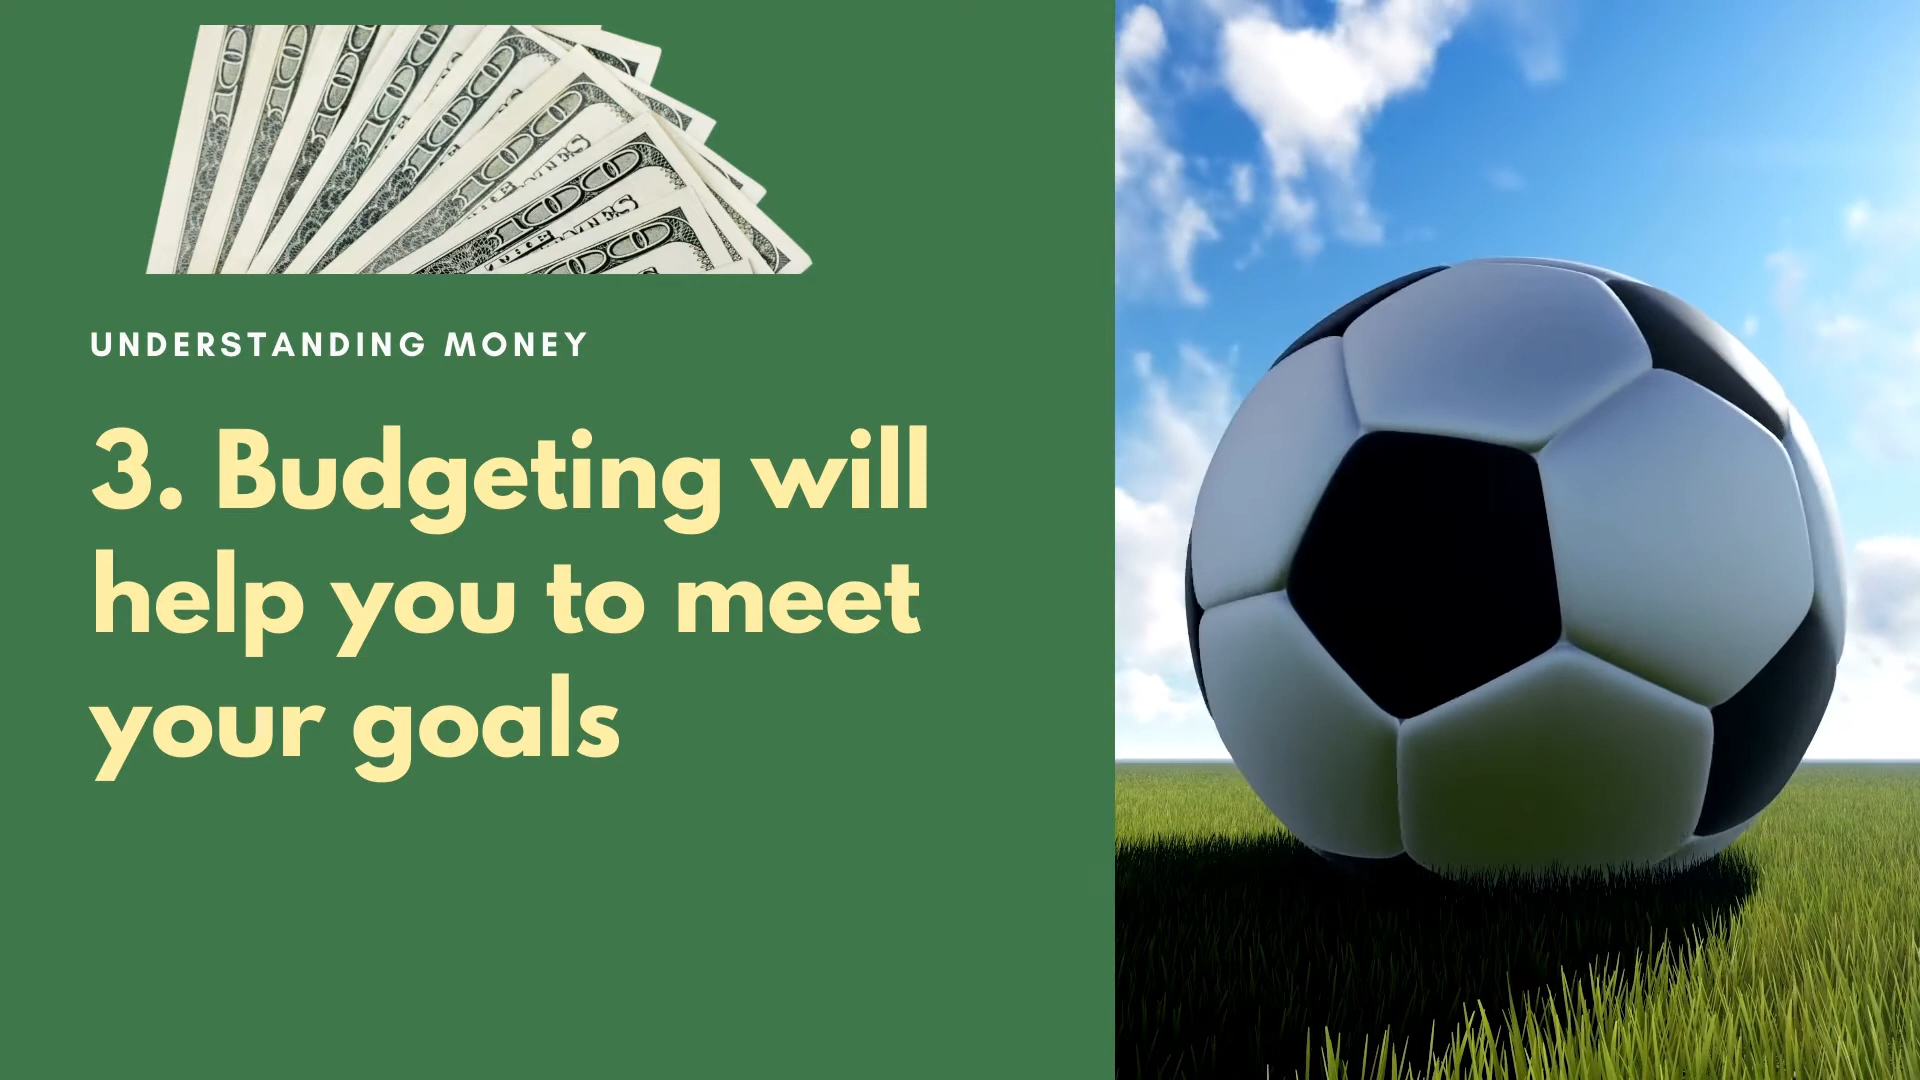 UNDERSTANDING MONEY
3. Budgeting will
help you to meet
your goals